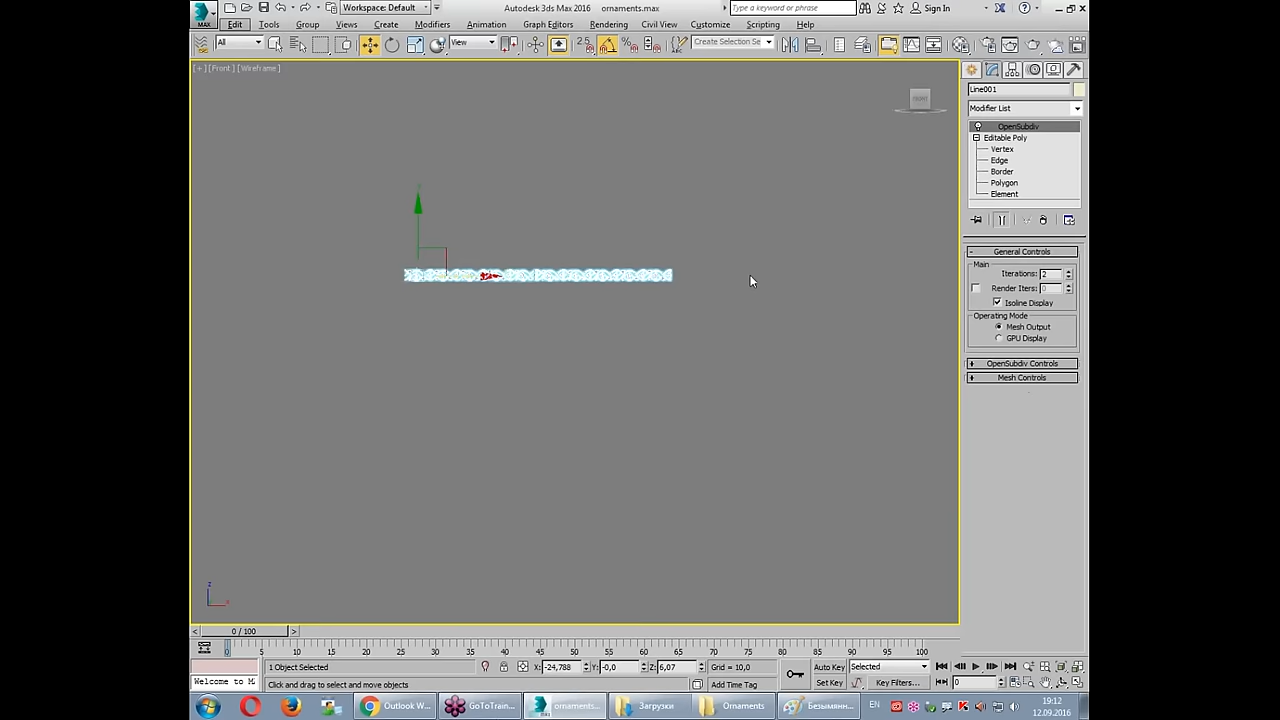 Workspace: Default
Autodesk 3ds Max 2016 ornaments.max
Type a keyword or phrase
Sign In
MAX
Edit Tools Group Views Create Modifiers Animation Graph Editors Rendering Civil View Customize Scripting Help
All
View
2.5
Create Selection Se
[+] [Front] [Wireframe]
FRONT
Line001
Modifier List
OpenSubdiv
Editable Poly
Vertex
Edge
Border
Polygon
Element
- General Controls
Main
Iterations: 2
Render Iters: 0
Isoline Display
Operating Mode
Mesh Output
GPU Display
+ OpenSubdiv Controls
+ Mesh Controls
z
x
< 0 / 100 >
0 5 10 15 20 25 30 35 40 45 50 55 60 65 70 75 80 85 90 95 100
1 Object Selected
X: -24,788 Y: -0,0 Z: 6,07
Grid = 10,0
Auto Key
Selected
Welcome to M
Click and drag to select and move objects
Add Time Tag
Set Key
Key Filters...
0
Outlook W...
GoToTrain...
ornaments...
Загрузки
Ornaments
Безымянн...
EN
19:12
12.09.2016